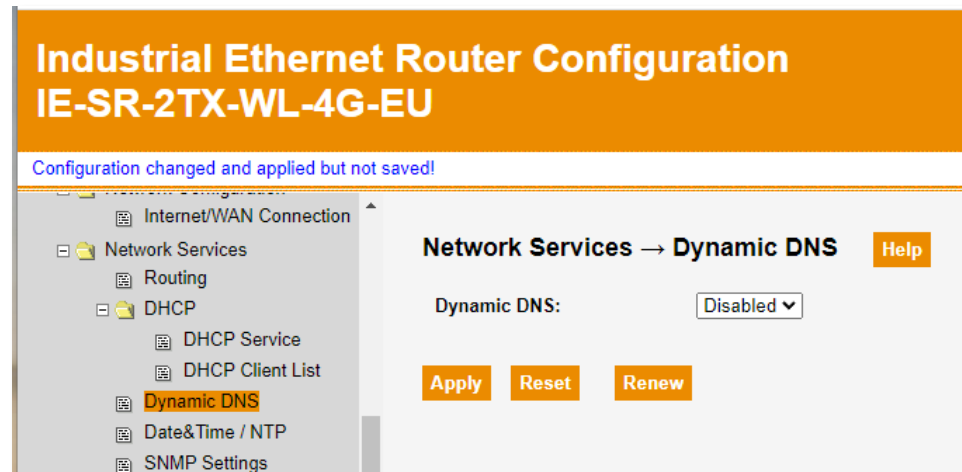 Industrial Ethernet Router Configuration
IE-SR-2TX-WL-4G-EU
Configuration changed and applied but not saved!
Internet/WAN Connection
Network Services
Routing
DHCP
DHCP Service
DHCP Client List
Dynamic DNS
Date&Time / NTP
SNMP Settings
Network Services → Dynamic DNS
Help
Dynamic DNS:
Disabled
Apply Reset Renew